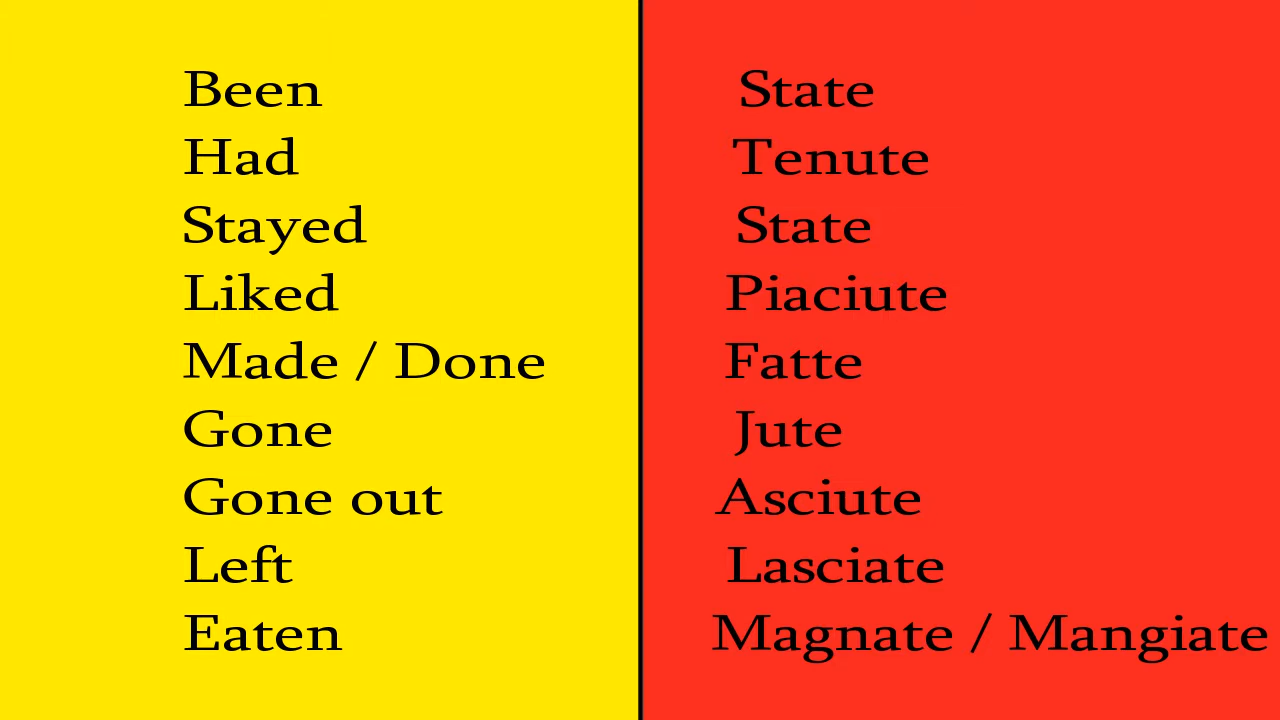 Been State
Had Tenute
Stayed State
Liked Piaciute
Made / Done Fatte
Gone Jute
Gone out Asciute
Left Lasciate
Eaten Magnate / Mangiate